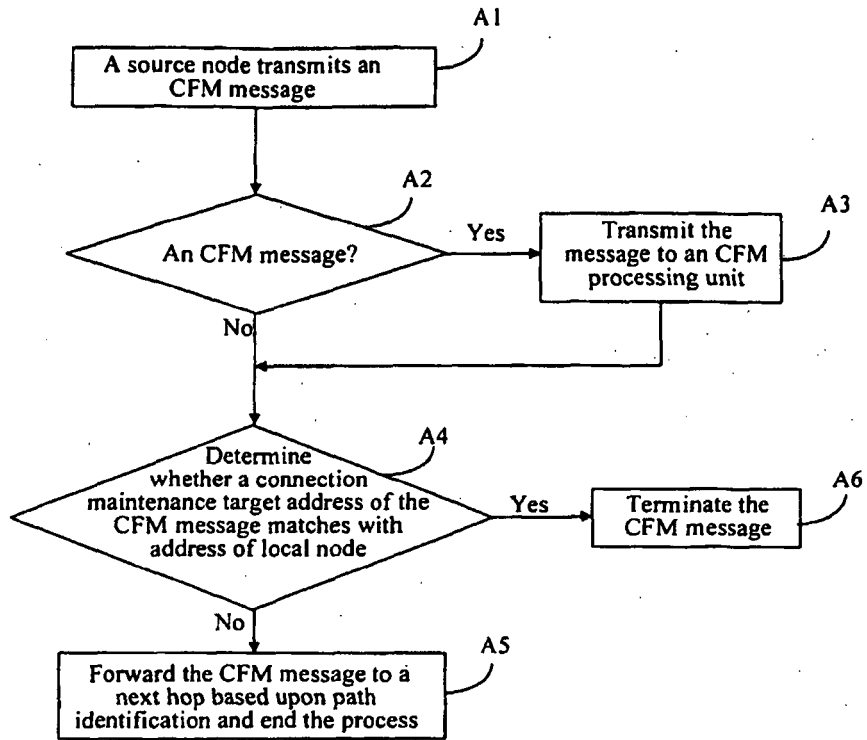 A1
A source node transmits an
CFM message
A2
An CFM message?
Yes
A3
Transmit the
message to an CFM
processing unit
No
A4
Determine
whether a connection
maintenance target address of the
CFM message matches with
address of local node
Yes
A6
Terminate the
CFM message
No
A5
Forward the CFM message to a
next hop based upon path
identification and end the process